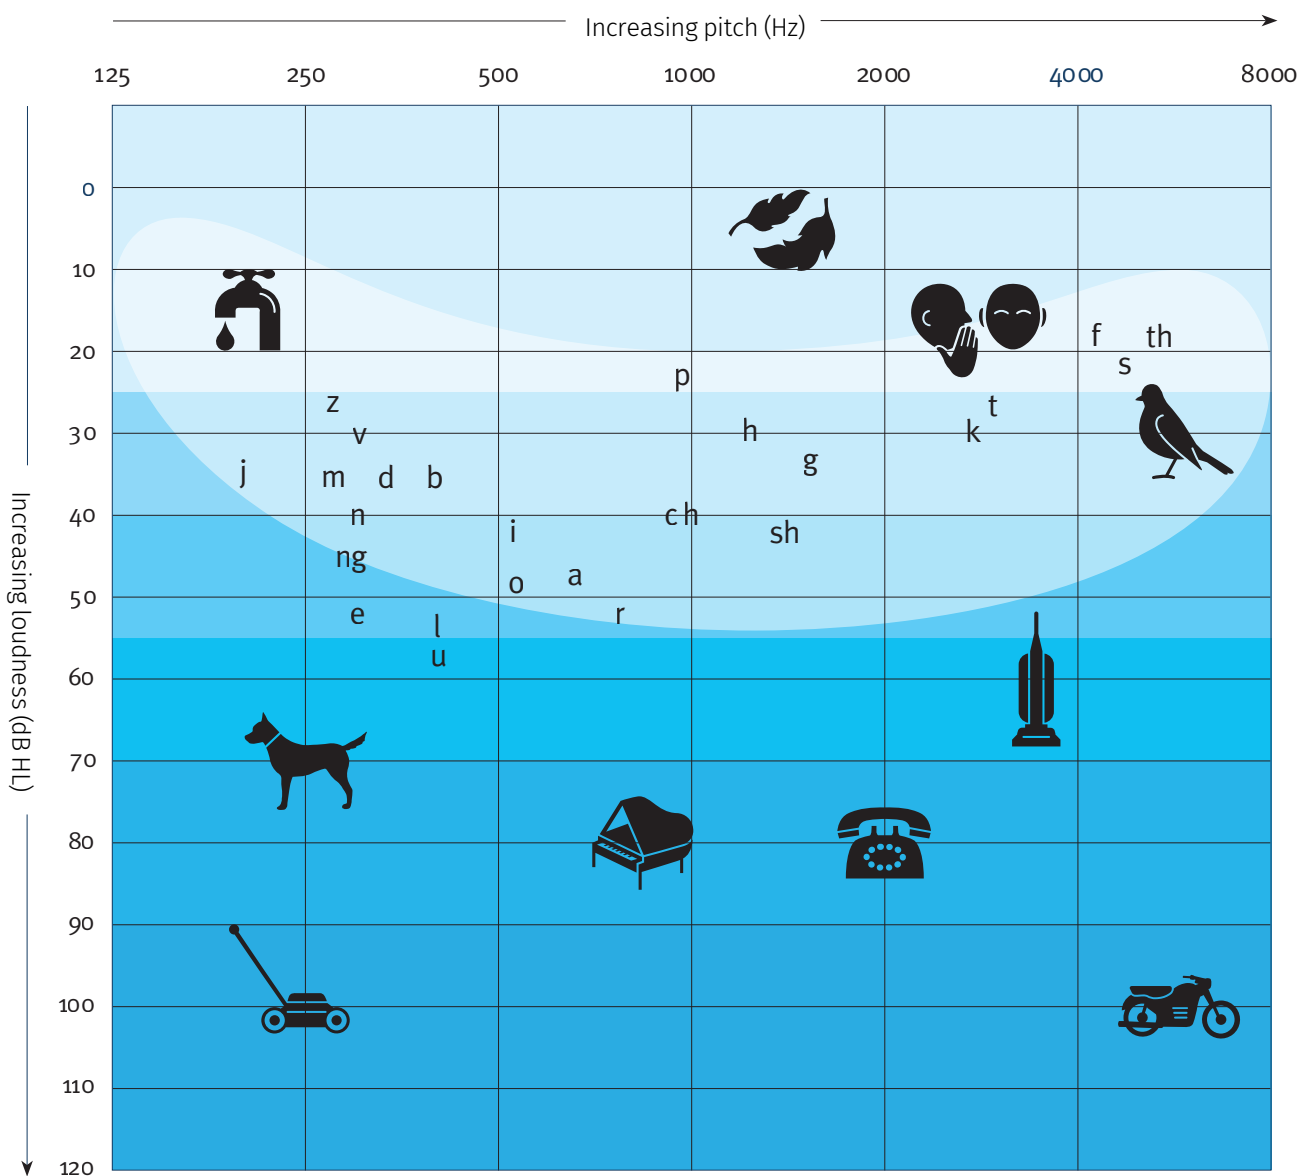 Increasing pitch (Hz)
125 250 500 1000 2000 4000 8000
0
10
20
30
40
50
60
70
80
90
100
110
120
Increasing loudness (dB HL)
f th
s
p
z t
v h k
g
j m d b
n ch
i sh
ng
o a
e r
l
u